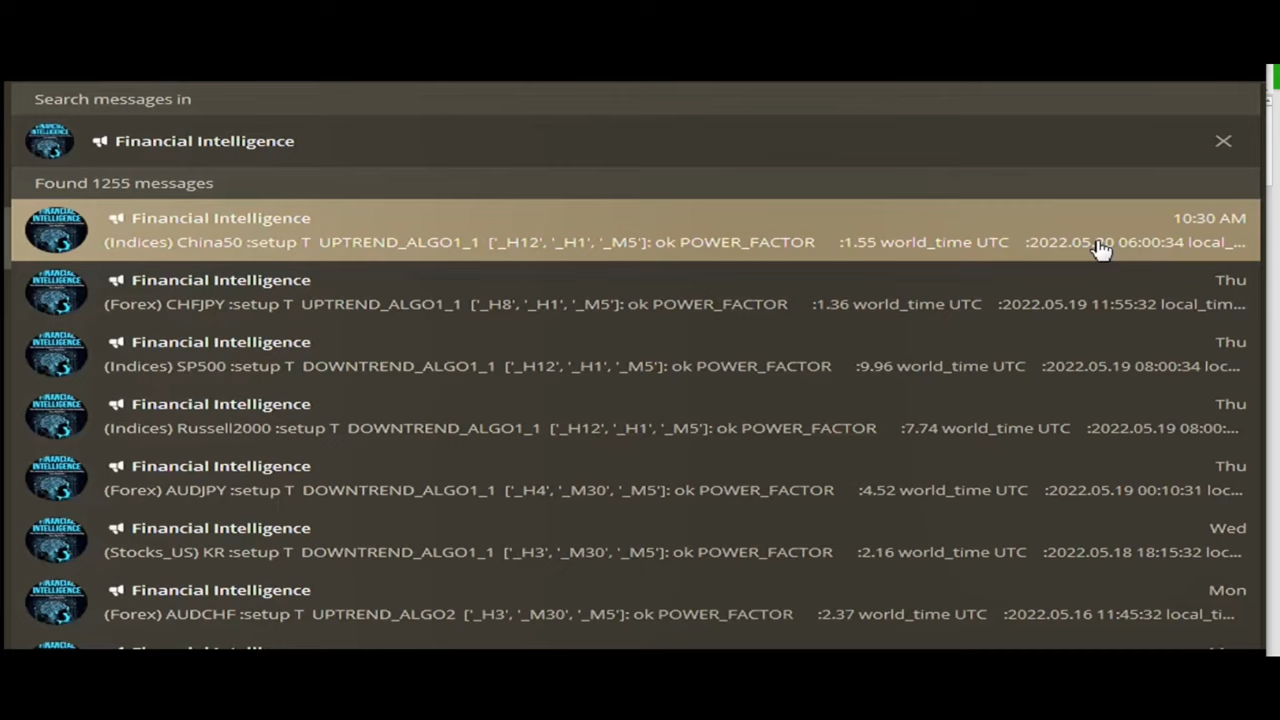 Search messages in
Financial Intelligence
Found 1255 messages
Financial Intelligence 10:30 AM
(Indices) China50 :setup T UPTREND_ALGO1_1 ['_H12', '_H1', '_M5']: ok POWER_FACTOR :1.55 world_time UTC :2022.05.20 06:00:34 local_...
Financial Intelligence Thu
(Forex) CHFJPY :setup T UPTREND_ALGO1_1 ['_H8', '_H1', '_M5']: ok POWER_FACTOR :1.36 world_time UTC :2022.05.19 11:55:32 local_tim...
Financial Intelligence Thu
(Indices) SP500 :setup T DOWNTREND_ALGO1_1 ['_H12', '_H1', '_M5']: ok POWER_FACTOR :9.96 world_time UTC :2022.05.19 08:00:34 loc...
Financial Intelligence Thu
(Indices) Russell2000 :setup T DOWNTREND_ALGO1_1 ['_H12', '_H1', '_M5']: ok POWER_FACTOR :7.74 world_time UTC :2022.05.19 08:00:...
Financial Intelligence Thu
(Forex) AUDJPY :setup T DOWNTREND_ALGO1_1 ['_H4', '_M30', '_M5']: ok POWER_FACTOR :4.52 world_time UTC :2022.05.19 00:10:31 loc...
Financial Intelligence Wed
(Stocks_US) KR :setup T DOWNTREND_ALGO1_1 ['_H3', '_M30', '_M5']: ok POWER_FACTOR :2.16 world_time UTC :2022.05.18 18:15:32 loc...
Financial Intelligence Mon
(Forex) AUDCHF :setup T UPTREND_ALGO2 ['_H3', '_M30', '_M5']: ok POWER_FACTOR :2.37 world_time UTC :2022.05.16 11:45:32 local_ti...